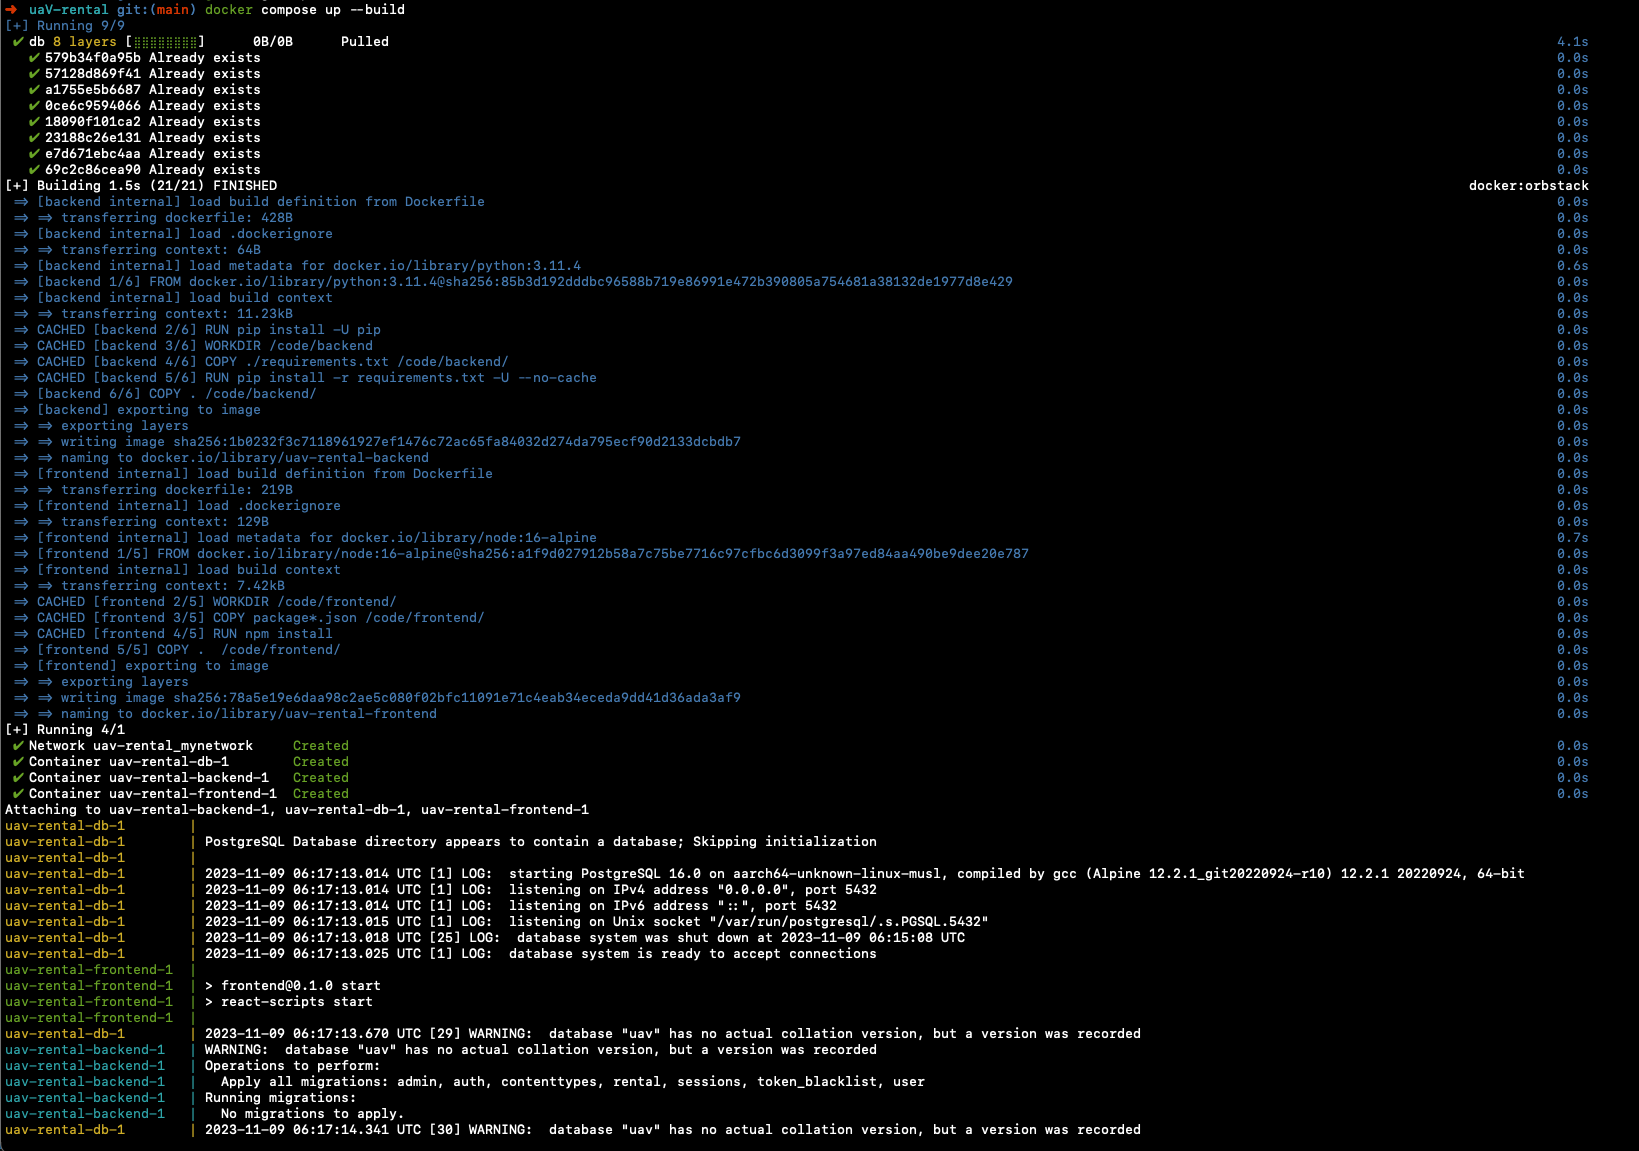 → uaV-rental git:(main) docker compose up --build
[+] Running 9/9
✔ db 8 layers [⣿⣿⣿⣿⣿⣿⣿⣿] 0B/0B Pulled 4.1s
✔ 579b34f0a95b Already exists 0.0s
✔ 57128d869f41 Already exists 0.0s
✔ a1755e5b6687 Already exists 0.0s
✔ 0ce6c9594066 Already exists 0.0s
✔ 18090f101ca2 Already exists 0.0s
✔ 23188c26e131 Already exists 0.0s
✔ e7d671ebc4aa Already exists 0.0s
✔ 69c2c86cea90 Already exists 0.0s
[+] Building 1.5s (21/21) FINISHED docker:orbstack
=> [backend internal] load build definition from Dockerfile 0.0s
=> => transferring dockerfile: 428B 0.0s
=> [backend internal] load .dockerignore 0.0s
=> => transferring context: 64B 0.0s
=> [backend internal] load metadata for docker.io/library/python:3.11.4 0.6s
=> [backend 1/6] FROM docker.io/library/python:3.11.4@sha256:85b3d192dddbc96588b719e86991e472b390805a754681a38132de1977d8e429 0.0s
=> [backend internal] load build context 0.0s
=> => transferring context: 11.23kB 0.0s
=> CACHED [backend 2/6] RUN pip install -U pip 0.0s
=> CACHED [backend 3/6] WORKDIR /code/backend 0.0s
=> CACHED [backend 4/6] COPY ./requirements.txt /code/backend/ 0.0s
=> CACHED [backend 5/6] RUN pip install -r requirements.txt -U --no-cache 0.0s
=> [backend 6/6] COPY . /code/backend/ 0.0s
=> [backend] exporting to image 0.0s
=> => exporting layers 0.0s
=> => writing image sha256:1b0232f3c7118961927ef1476c72ac65fa84032d274da795ecf90d2133dcbdb7 0.0s
=> => naming to docker.io/library/uav-rental-backend 0.0s
=> [frontend internal] load build definition from Dockerfile 0.0s
=> => transferring dockerfile: 219B 0.0s
=> [frontend internal] load .dockerignore 0.0s
=> => transferring context: 129B 0.0s
=> [frontend internal] load metadata for docker.io/library/node:16-alpine 0.7s
=> [frontend 1/5] FROM docker.io/library/node:16-alpine@sha256:a1f9d027912b58a7c75be7716c97cfbc6d3099f3a97ed84aa490be9dee20e787 0.0s
=> [frontend internal] load build context 0.0s
=> => transferring context: 7.42kB 0.0s
=> CACHED [frontend 2/5] WORKDIR /code/frontend/ 0.0s
=> CACHED [frontend 3/5] COPY package*.json /code/frontend/ 0.0s
=> CACHED [frontend 4/5] RUN npm install 0.0s
=> [frontend 5/5] COPY .  /code/frontend/ 0.0s
=> [frontend] exporting to image 0.0s
=> => exporting layers 0.0s
=> => writing image sha256:78a5e19e6daa98c2ae5c080f02bfc11091e71c4eab34eceda9dd41d36ada3af9 0.0s
=> => naming to docker.io/library/uav-rental-frontend 0.0s
[+] Running 4/1
✔ Network uav-rental_mynetwork Created 0.0s
✔ Container uav-rental-db-1 Created 0.0s
✔ Container uav-rental-backend-1 Created 0.0s
✔ Container uav-rental-frontend-1 Created 0.0s
Attaching to uav-rental-backend-1, uav-rental-db-1, uav-rental-frontend-1
uav-rental-db-1 |
uav-rental-db-1 | PostgreSQL Database directory appears to contain a database; Skipping initialization
uav-rental-db-1 |
uav-rental-db-1 | 2023-11-09 06:17:13.014 UTC [1] LOG:  starting PostgreSQL 16.0 on aarch64-unknown-linux-musl, compiled by gcc (Alpine 12.2.1_git20220924-r10) 12.2.1 20220924, 64-bit
uav-rental-db-1 | 2023-11-09 06:17:13.014 UTC [1] LOG:  listening on IPv4 address "0.0.0.0", port 5432
uav-rental-db-1 | 2023-11-09 06:17:13.014 UTC [1] LOG:  listening on IPv6 address "::", port 5432
uav-rental-db-1 | 2023-11-09 06:17:13.015 UTC [1] LOG:  listening on Unix socket "/var/run/postgresql/.s.PGSQL.5432"
uav-rental-db-1 | 2023-11-09 06:17:13.018 UTC [25] LOG:  database system was shut down at 2023-11-09 06:15:08 UTC
uav-rental-db-1 | 2023-11-09 06:17:13.025 UTC [1] LOG:  database system is ready to accept connections
uav-rental-frontend-1 |
uav-rental-frontend-1 | > frontend@0.1.0 start
uav-rental-frontend-1 | > react-scripts start
uav-rental-frontend-1 |
uav-rental-db-1 | 2023-11-09 06:17:13.670 UTC [29] WARNING:  database "uav" has no actual collation version, but a version was recorded
uav-rental-backend-1 | WARNING:  database "uav" has no actual collation version, but a version was recorded
uav-rental-backend-1 | Operations to perform:
uav-rental-backend-1 |   Apply all migrations: admin, auth, contenttypes, rental, sessions, token_blacklist, user
uav-rental-backend-1 | Running migrations:
uav-rental-backend-1 |   No migrations to apply.
uav-rental-db-1 | 2023-11-09 06:17:14.341 UTC [30] WARNING:  database "uav" has no actual collation version, but a version was recorded